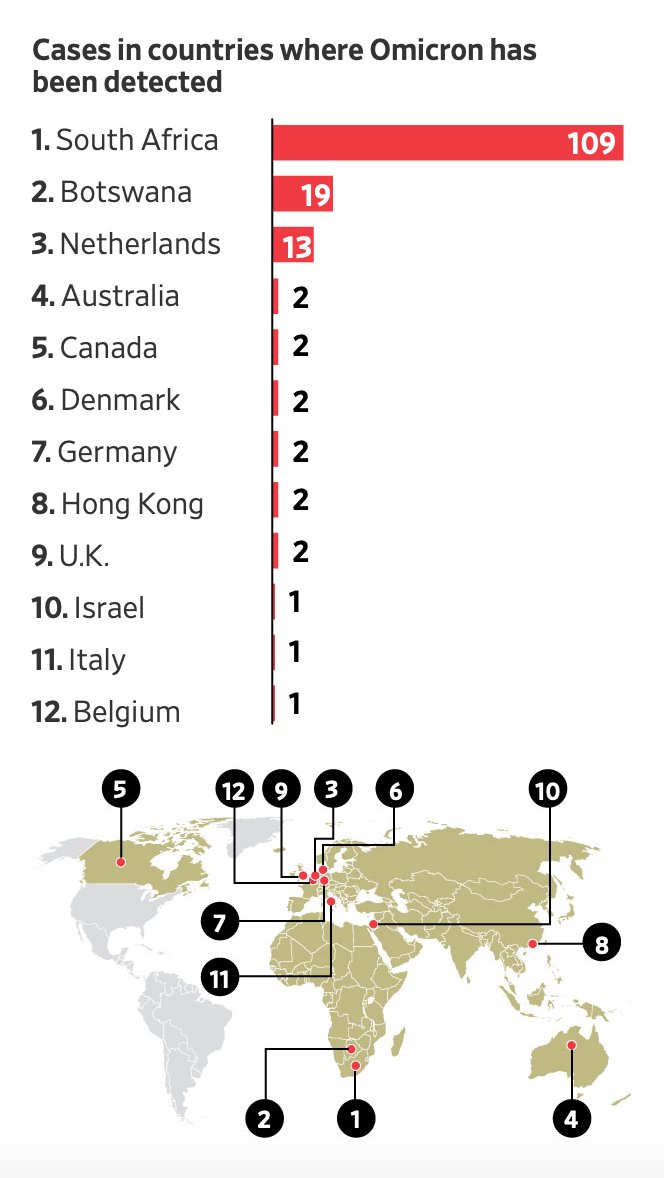 Cases in countries where Omicron has
been detected
1. South Africa 109
2. Botswana 19
3. Netherlands 13
4. Australia 2
5. Canada 2
6. Denmark 2
7. Germany 2
8. Hong Kong 2
9. U.K. 2
10. Israel 1
11. Italy 1
12. Belgium 1
5 12 9 3 6 10
7
8
11
2 1 4